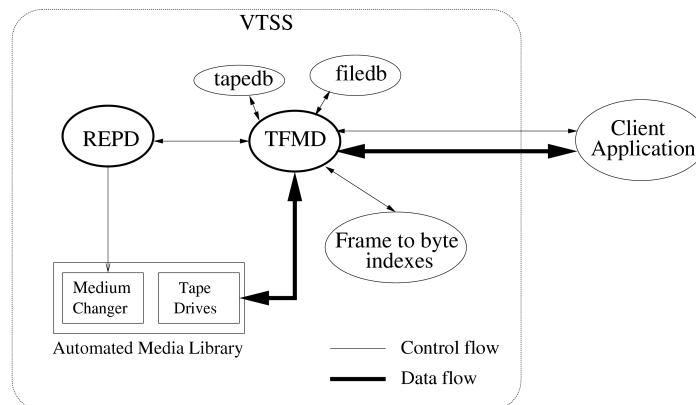 VTSS
tapedb
filedb
REPD
TFMD
Client
Application
Frame to byte
indexes
Medium
Changer
Tape
Drives
Automated Media Library
Control flow
Data flow